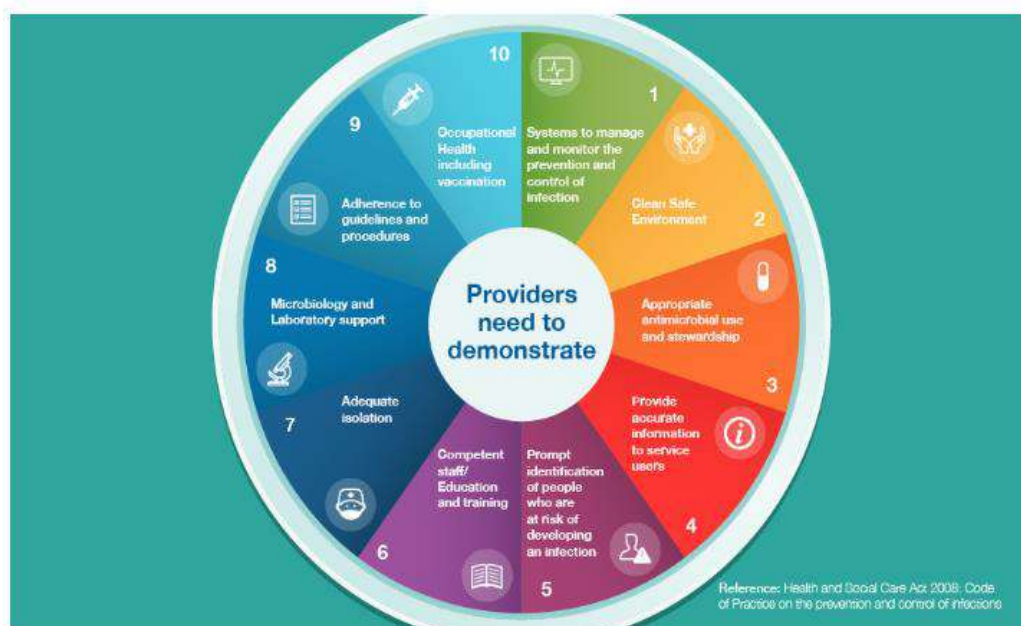 Providers
need to
demonstrate
1
Systems to manage
and monitor the
prevention and
control of
infection
2
Clean Safe
Environment
3
Appropriate
antimicrobial use
and stewardship
4
Provide
accurate
information
to service
users
5
Prompt
identification
of people
who are
at risk of
developing
an infection
6
Competent
staff/
Education
and training
7
Adequate
isolation
8
Microbiology and
Laboratory support
9
Adherence to
guidelines and
procedures
10
Occupational
Health
including
vaccination
Reference: Health and Social Care Act 2008: Code
of Practice on the prevention and control of infections